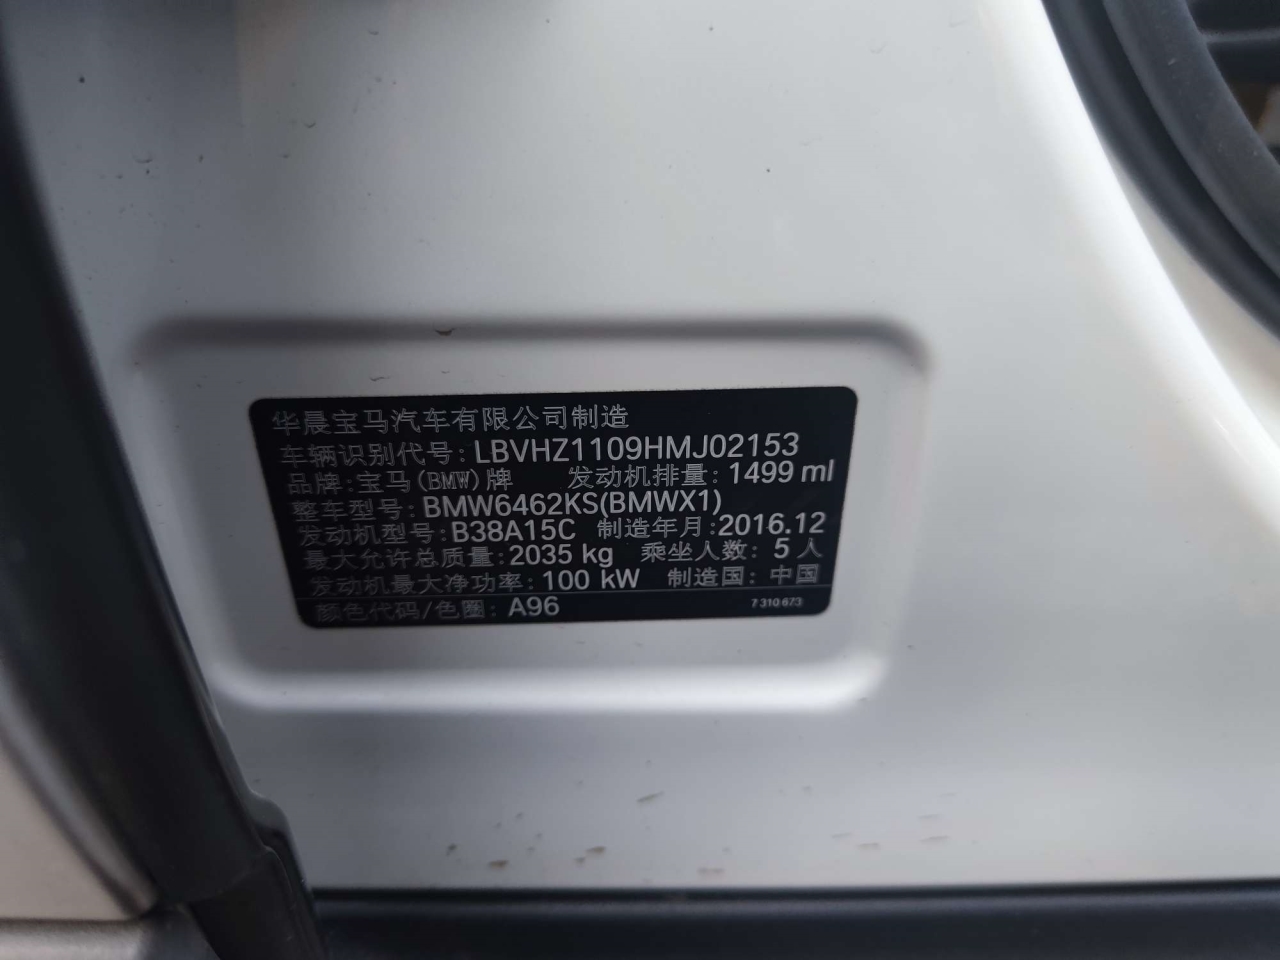 华晨宝马汽车有限公司制造
车辆识别代号: LBVHZ1109HMJ02153
品牌: 宝马(BMW)牌 发动机排量: 1499 ml
整车型号: BMW6462KS(BMWX1)
发动机型号: B38A15C 制造年月: 2016.12
最大允许总质量: 2035 kg 乘坐人数: 5 人
发动机最大净功率: 100 kW 制造国: 中国
颜色代码/色圈: A96 7 310 673